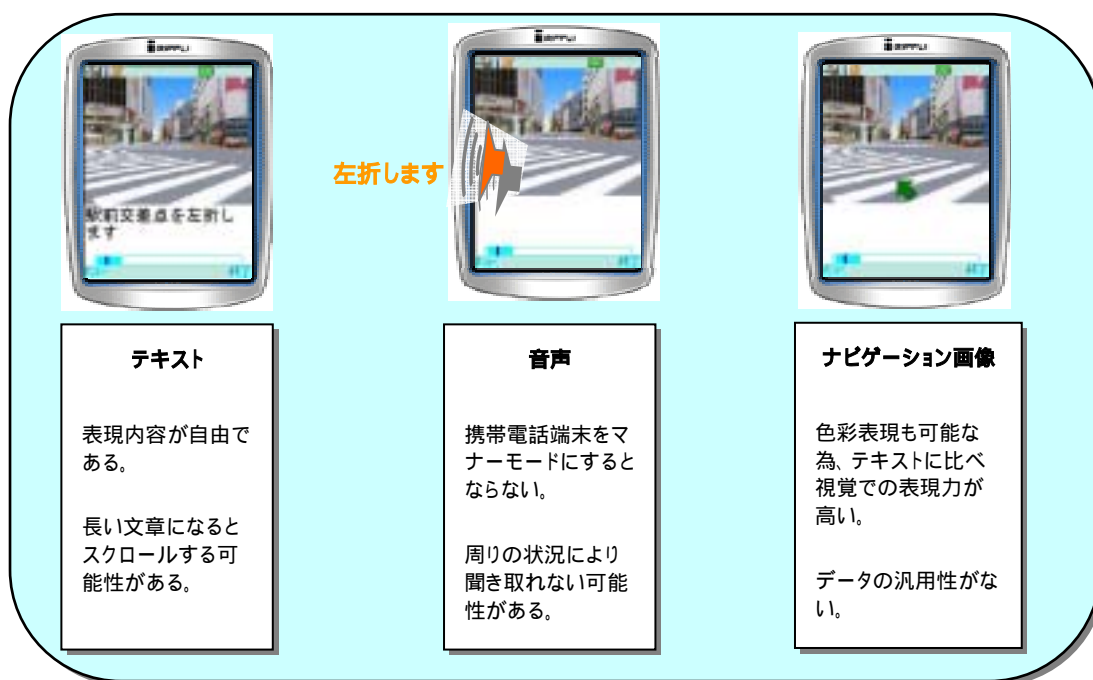 左折します
駅前交差点を左折し
ます
終了
終了
終了
テキスト
表現内容が自由で
ある。
長い文章になると
スクロールする可
能性がある。
音声
携帯電話端末をマ
ナーモードにすると
ならない。
周りの状況により
聞き取れない可能
性がある。
ナビゲーション画像
色彩表現も可能な
為、テキストに比べ
視覚での表現力が
高い。
データの汎用性がな
い。